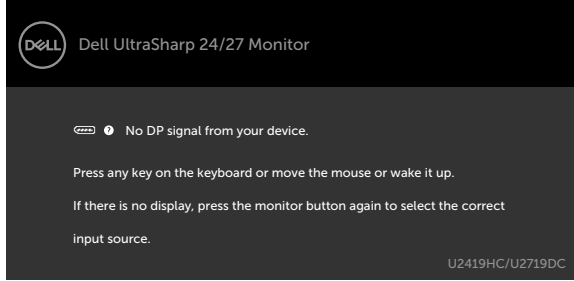 DELL
Dell UltraSharp 24/27 Monitor
? No DP signal from your device.
Press any key on the keyboard or move the mouse or wake it up.
If there is no display, press the monitor button again to select the correct
input source.
U2419HC/U2719DC